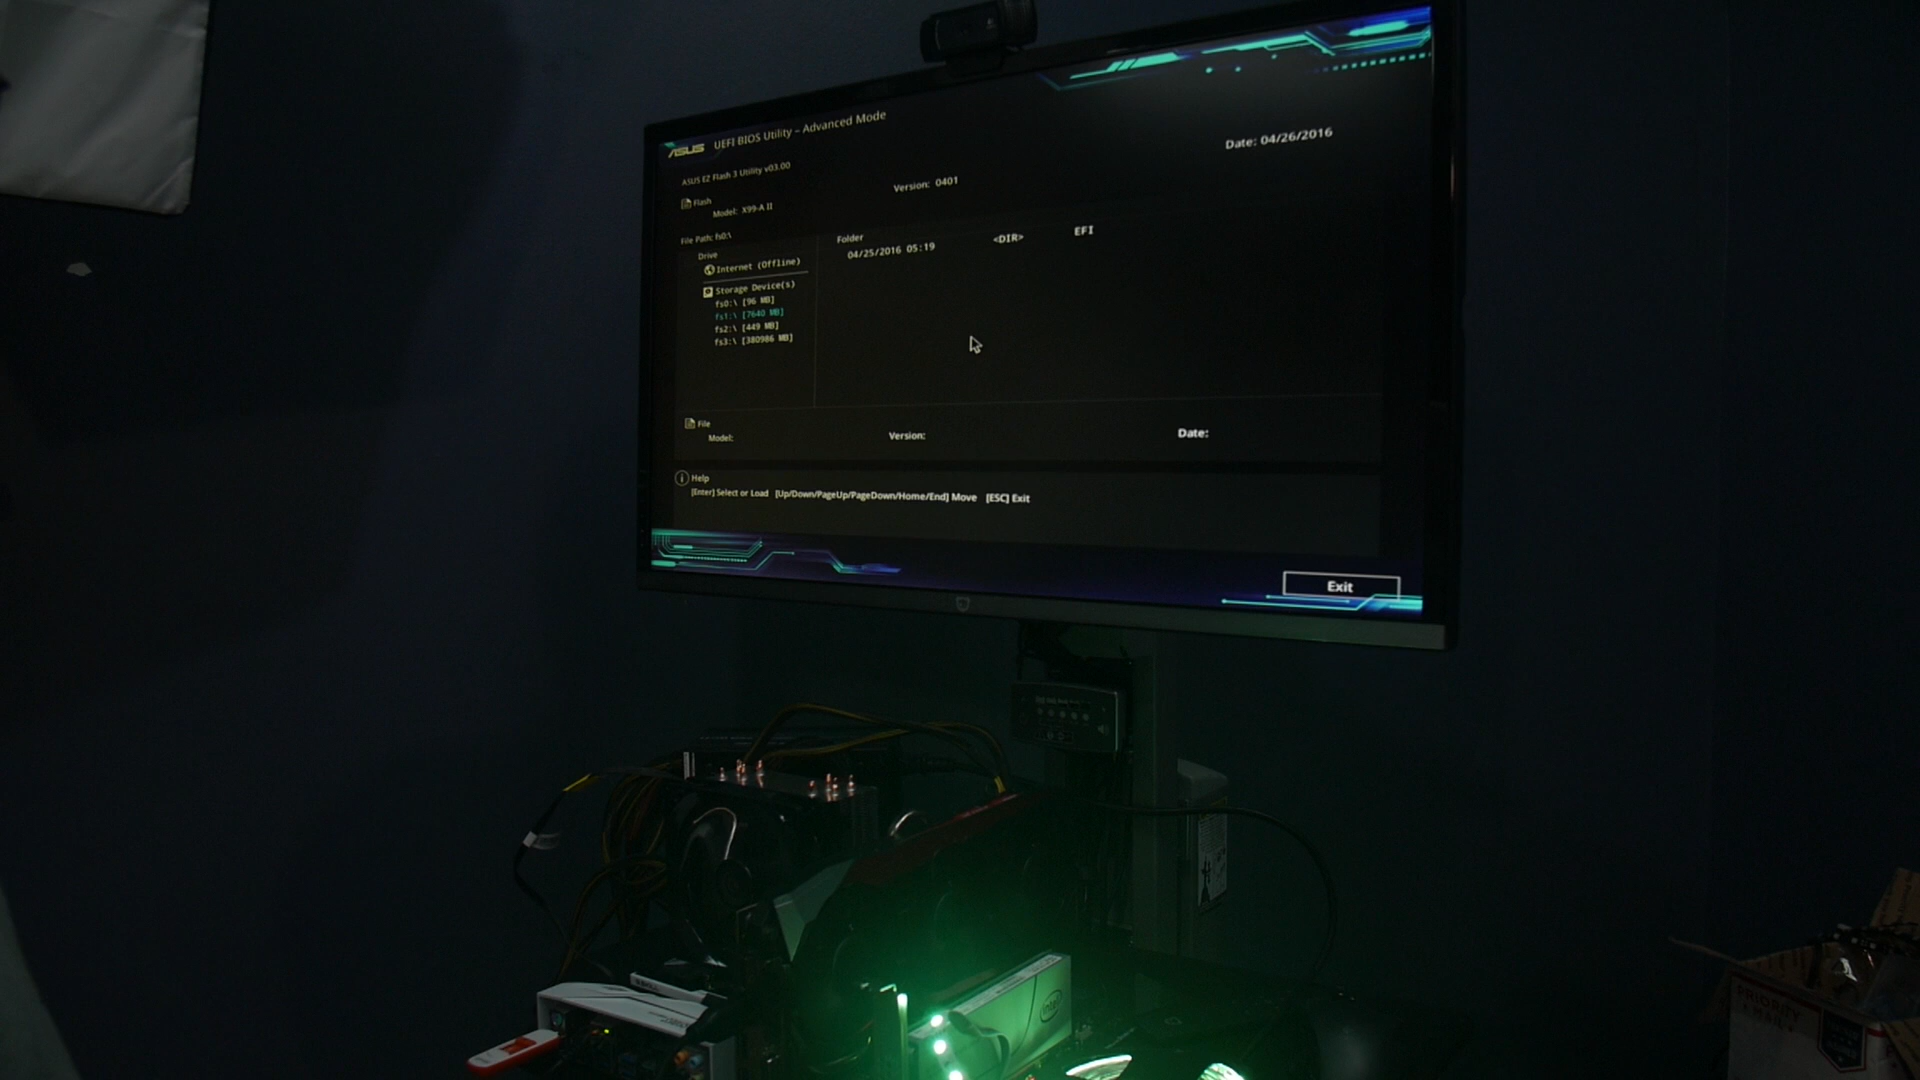 ASUS UEFI BIOS Utility – Advanced Mode
Date: 04/26/2016
ASUS EZ Flash 3 Utility v03.00
Flash
Model: X99-A II
Version: 0401
File Path: fs0:\
Drive
Internet (Offline)
Storage Device(s)
fs0:\ [96 MB]
fs1:\ [7640 MB]
fs2:\ [449 MB]
fs3:\ [380986 MB]
Folder
04/25/2016 05:19 <DIR> EFI
File
Model:
Version:
Date:
Help
[Enter] Select or Load [Up/Down/PageUp/PageDown/Home/End] Move [ESC] Exit
Exit
intel
PRIORITY